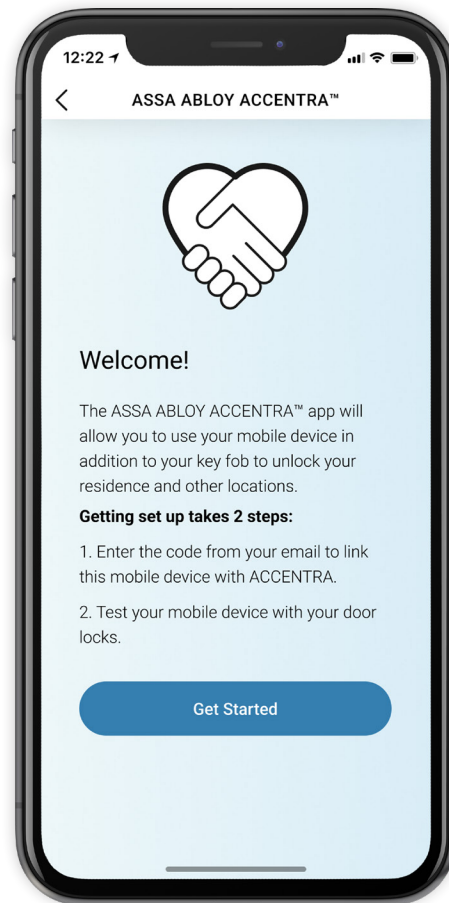 12:22
ASSA ABLOY ACCENTRA™
Welcome!
The ASSA ABLOY ACCENTRA™ app will
allow you to use your mobile device in
addition to your key fob to unlock your
residence and other locations.
Getting set up takes 2 steps:
1. Enter the code from your email to link
this mobile device with ACCENTRA.
2. Test your mobile device with your door
locks.
Get Started